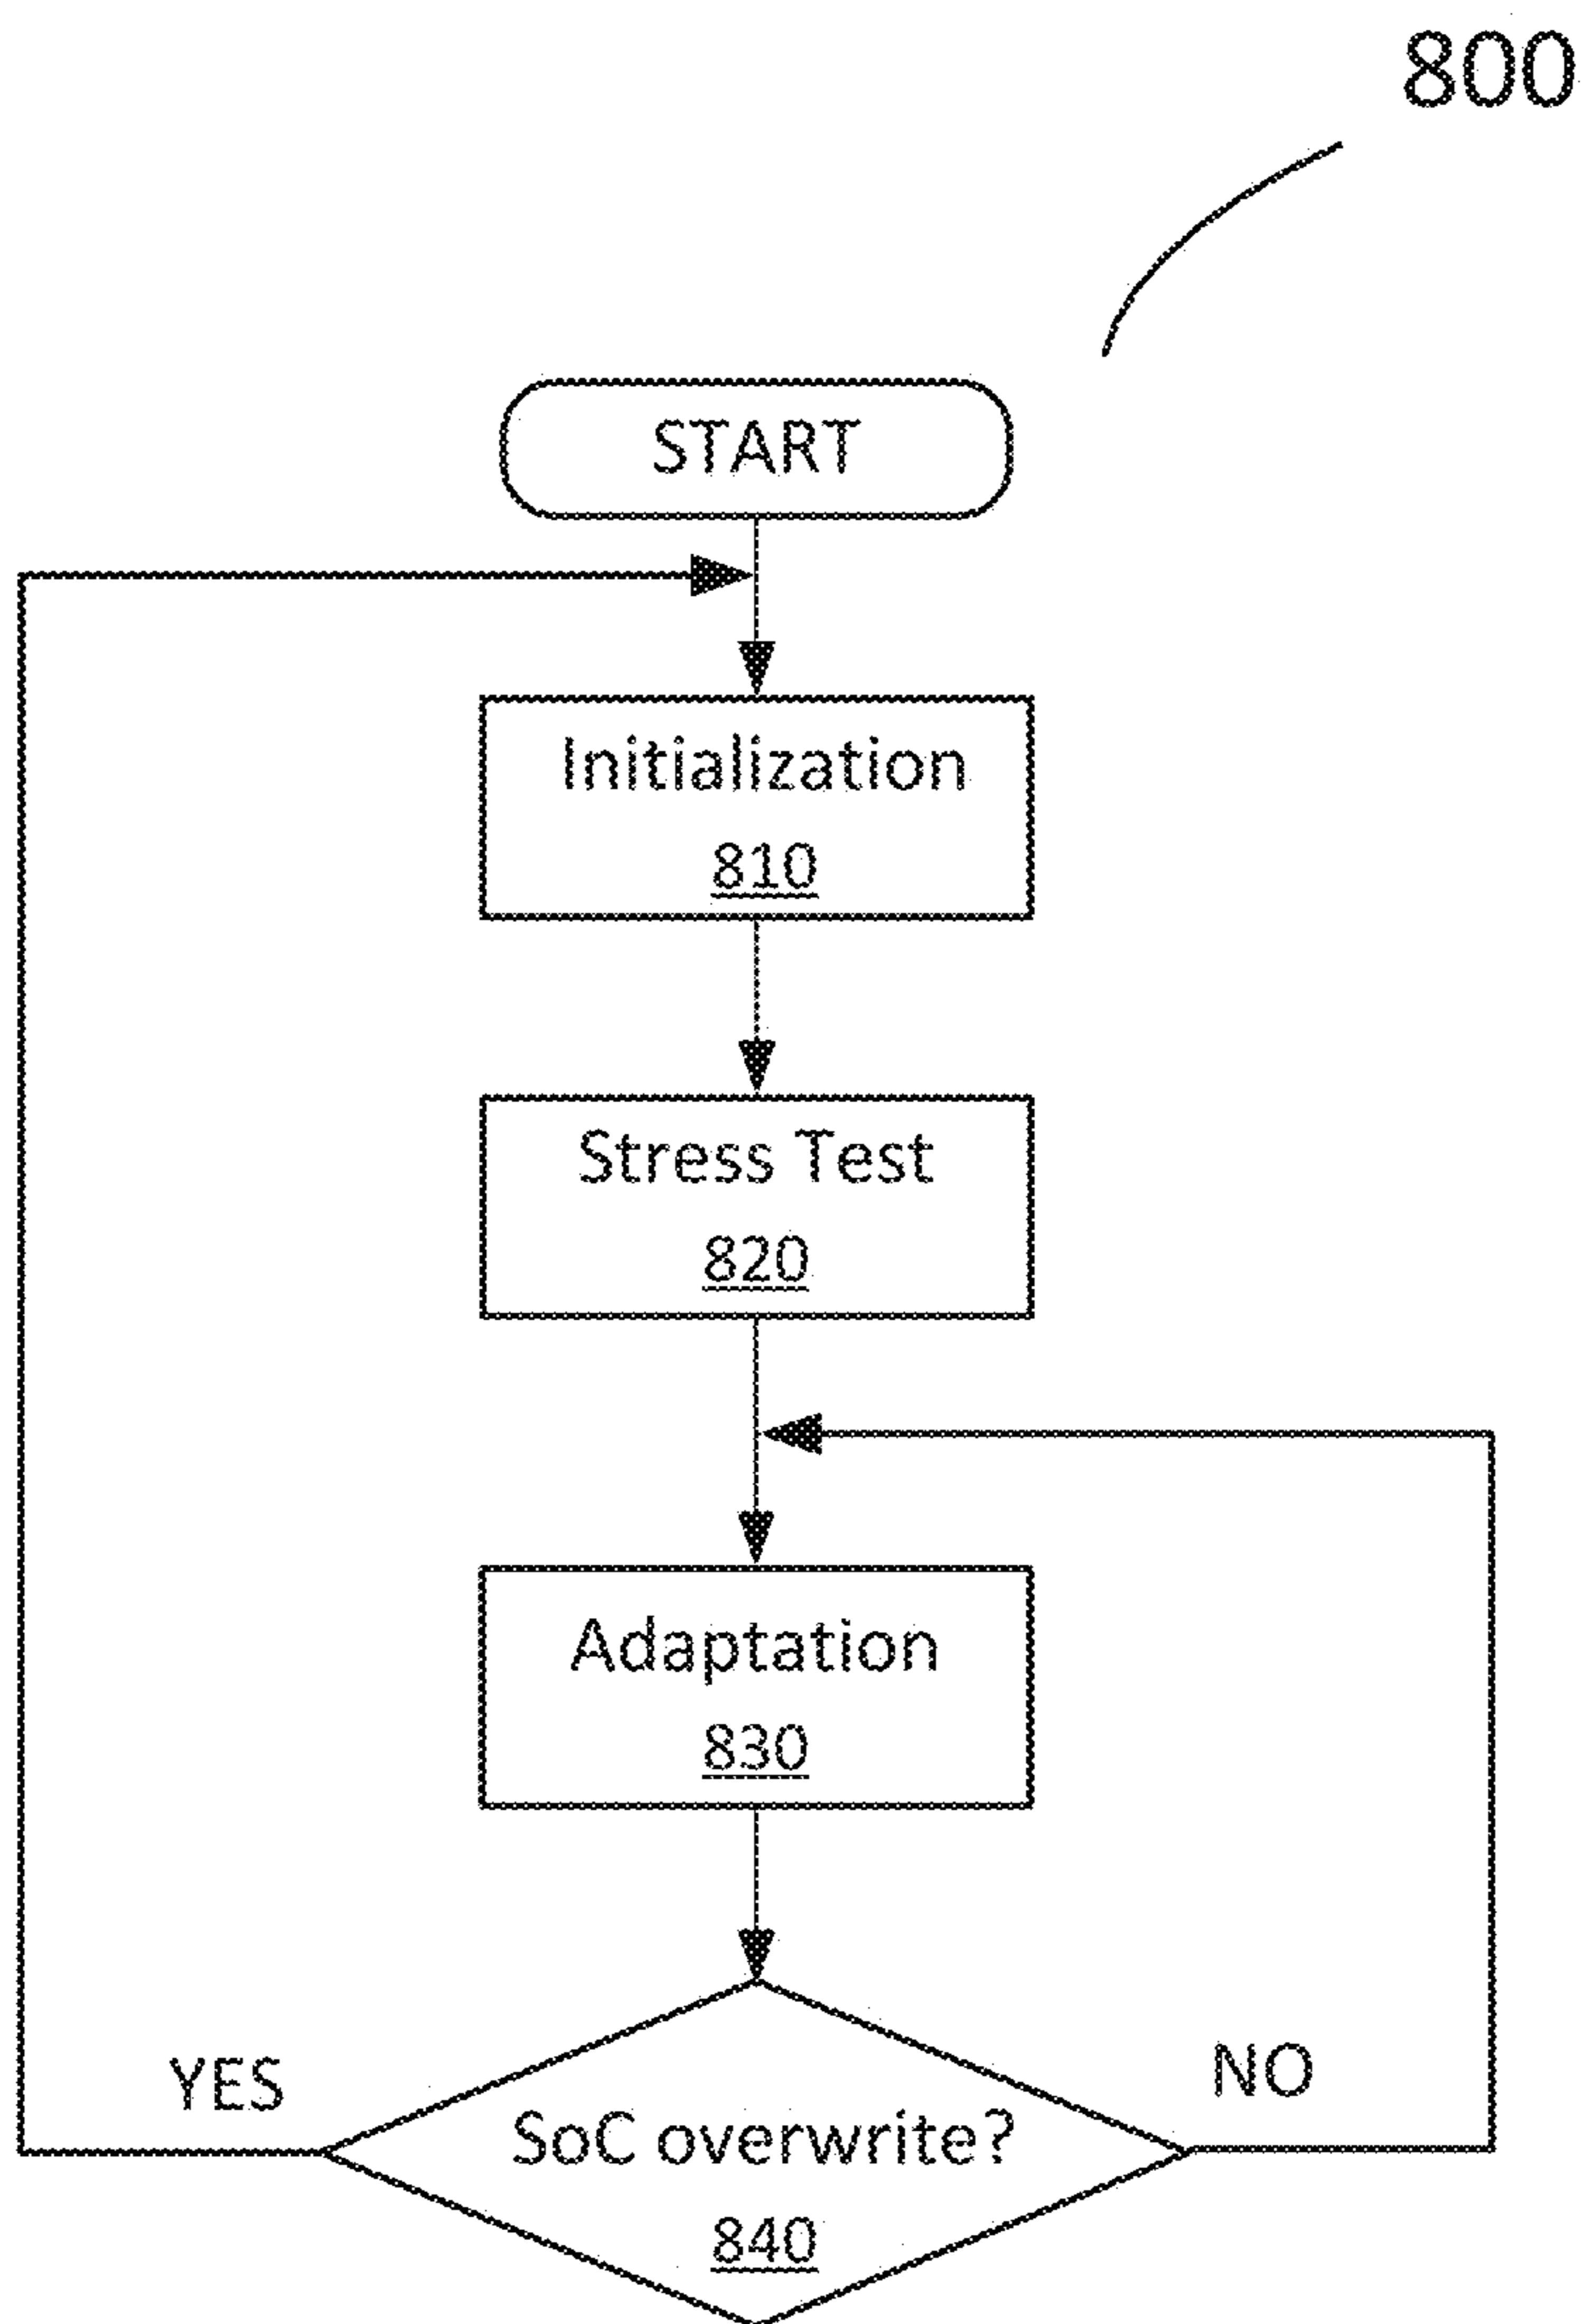 800
START
Initialization
810
Stress Test
820
Adaptation
830
YES
NO
SoC overwrite?
840